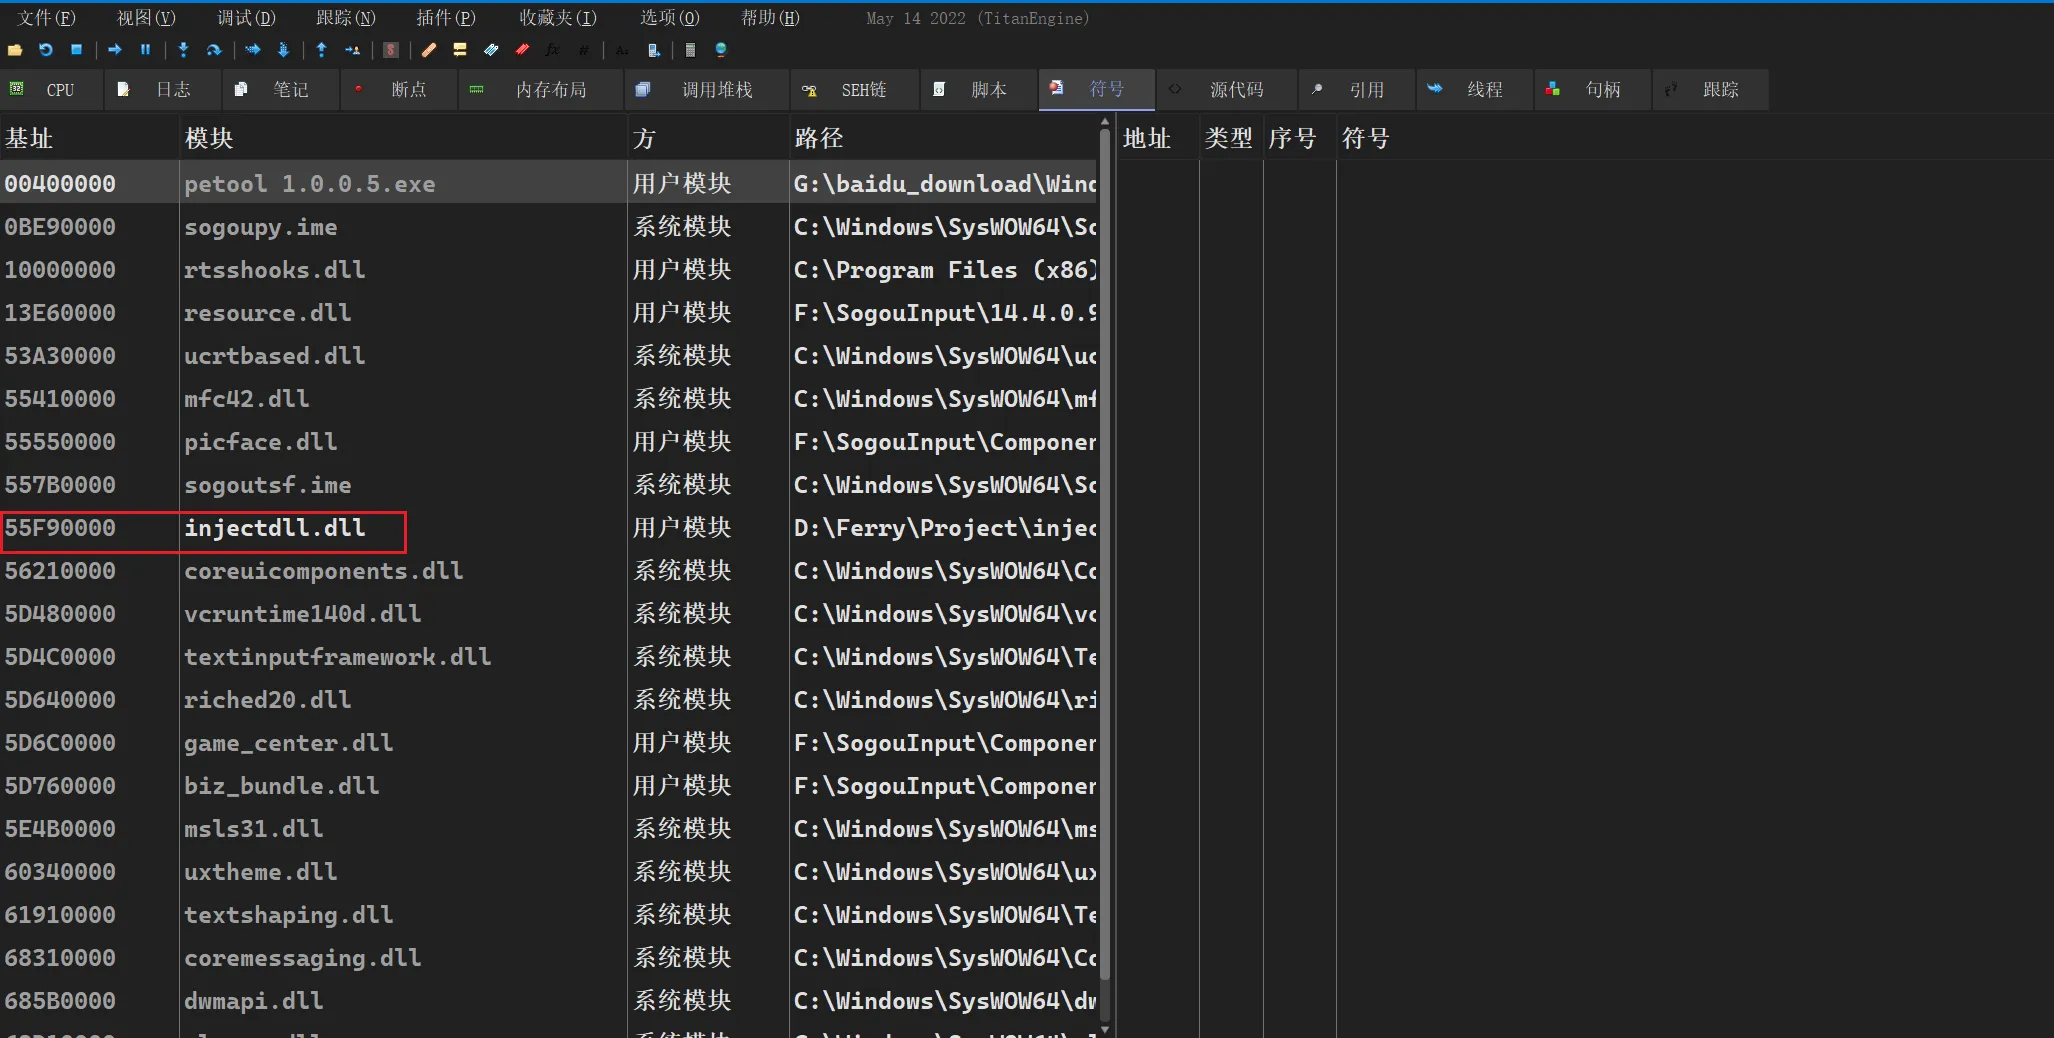 文件(F) 视图(V) 调试(D) 跟踪(N) 插件(P) 收藏夹(I) 选项(O) 帮助(H) May 14 2022 (TitanEngine)
CPU 日志 笔记 断点 内存布局 调用堆栈 SEH链 脚本 符号 源代码 引用 线程 句柄 跟踪
基址 模块 方 路径 地址 类型 序号 符号
00400000 petool 1.0.0.5.exe 用户模块 G:\baidu_download\Wind
0BE90000 sogoupy.ime 系统模块 C:\Windows\SysWOW64\So
10000000 rtsshooks.dll 用户模块 C:\Program Files (x86)
13E60000 resource.dll 用户模块 F:\SogouInput\14.4.0.9
53A30000 ucrtbased.dll 系统模块 C:\Windows\SysWOW64\uc
55410000 mfc42.dll 系统模块 C:\Windows\SysWOW64\mf
55550000 picface.dll 用户模块 F:\SogouInput\Componen
557B0000 sogoutsf.ime 系统模块 C:\Windows\SysWOW64\So
55F90000 injectdll.dll 用户模块 D:\Ferry\Project\injec
56210000 coreuicomponents.dll 系统模块 C:\Windows\SysWOW64\Co
5D480000 vcruntime140d.dll 系统模块 C:\Windows\SysWOW64\vc
5D4C0000 textinputframework.dll 系统模块 C:\Windows\SysWOW64\Te
5D640000 riched20.dll 系统模块 C:\Windows\SysWOW64\ri
5D6C0000 game_center.dll 用户模块 F:\SogouInput\Componen
5D760000 biz_bundle.dll 用户模块 F:\SogouInput\Componen
5E4B0000 msls31.dll 系统模块 C:\Windows\SysWOW64\ms
60340000 uxtheme.dll 系统模块 C:\Windows\SysWOW64\ux
61910000 textshaping.dll 系统模块 C:\Windows\SysWOW64\Te
68310000 coremessaging.dll 系统模块 C:\Windows\SysWOW64\Co
685B0000 dwmapi.dll 系统模块 C:\Windows\SysWOW64\dw